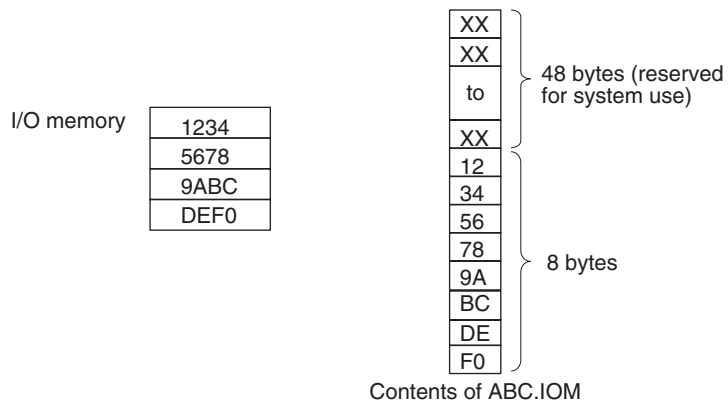 I/O memory
1234
5678
9ABC
DEF0
XX
XX
to
XX
48 bytes (reserved
for system use)
12
34
56
78
9A
BC
DE
F0
8 bytes
Contents of ABC.IOM